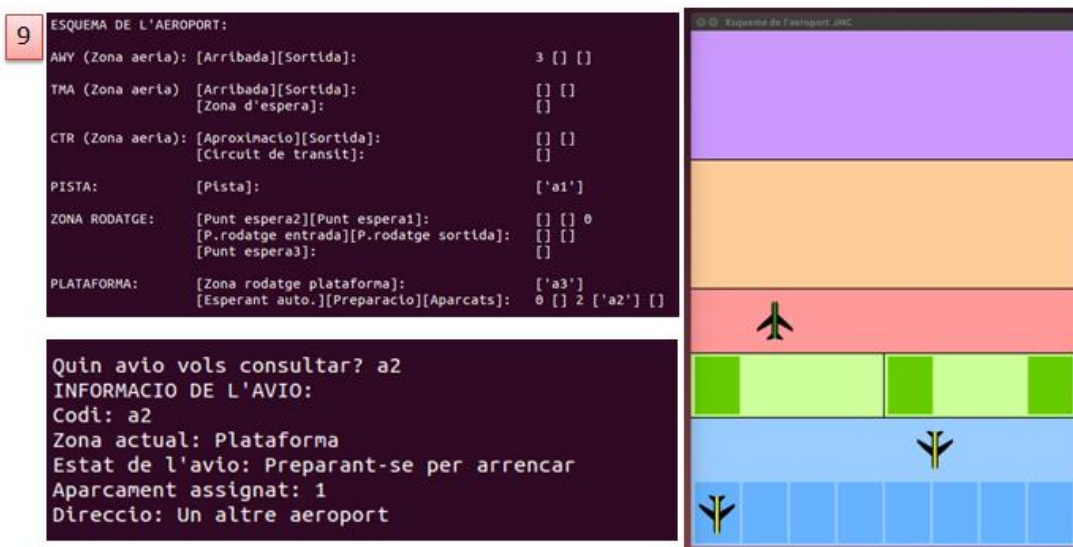 9
ESQUEMA DE L'AEROPORT:
AWY (Zona aeria): [Arribada][Sortida]: 3 [] []
TMA (Zona aeria) [Arribada][Sortida]: [] []
[Zona d'espera]: []
CTR (Zona aeria): [Aproximacio][Sortida]: [] []
[Circuit de transit]: []
PISTA: [Pista]: ['a1']
ZONA RODATGE: [Punt espera2][Punt espera1]: [] [] 0
[P.rodatge entrada][P.rodatge sortida]: [] []
[Punt espera3]: []
PLATAFORMA: [Zona rodatge plataforma]: ['a3']
[Esperant auto.][Preparacio][Aparcats]: 0 [] 2 ['a2'] []
Quin avio vols consultar? a2
INFORMACIO DE L'AVIO:
Codi: a2
Zona actual: Plataforma
Estat de l'avio: Preparant-se per arrencar
Aparcament assignat: 1
Direccio: Un altre aeroport
Esquema de l'aeroport JMC